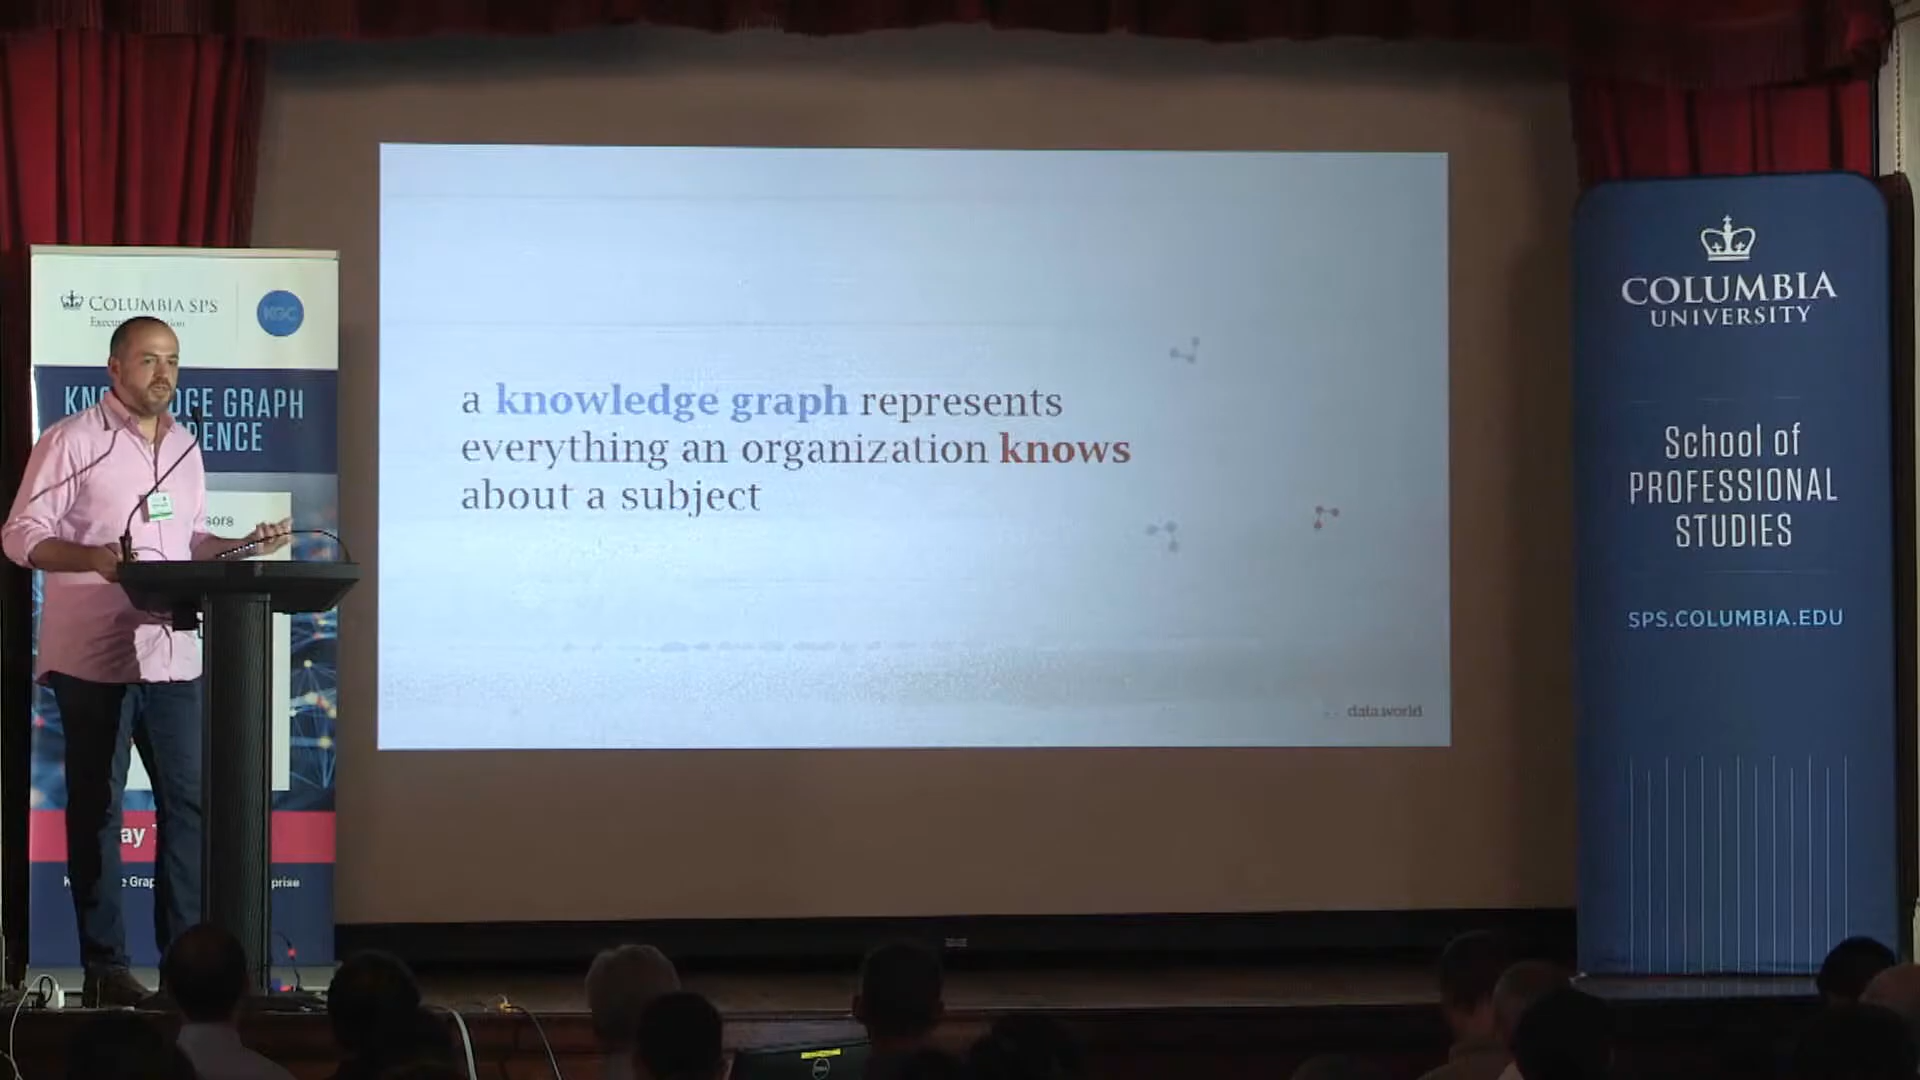 COLUMBIA SPS
KGC
GRAPH
a knowledge graph represents
everything an organization knows
about a subject
data.world
COLUMBIA
UNIVERSITY
School of
PROFESSIONAL
STUDIES
SPS.COLUMBIA.EDU